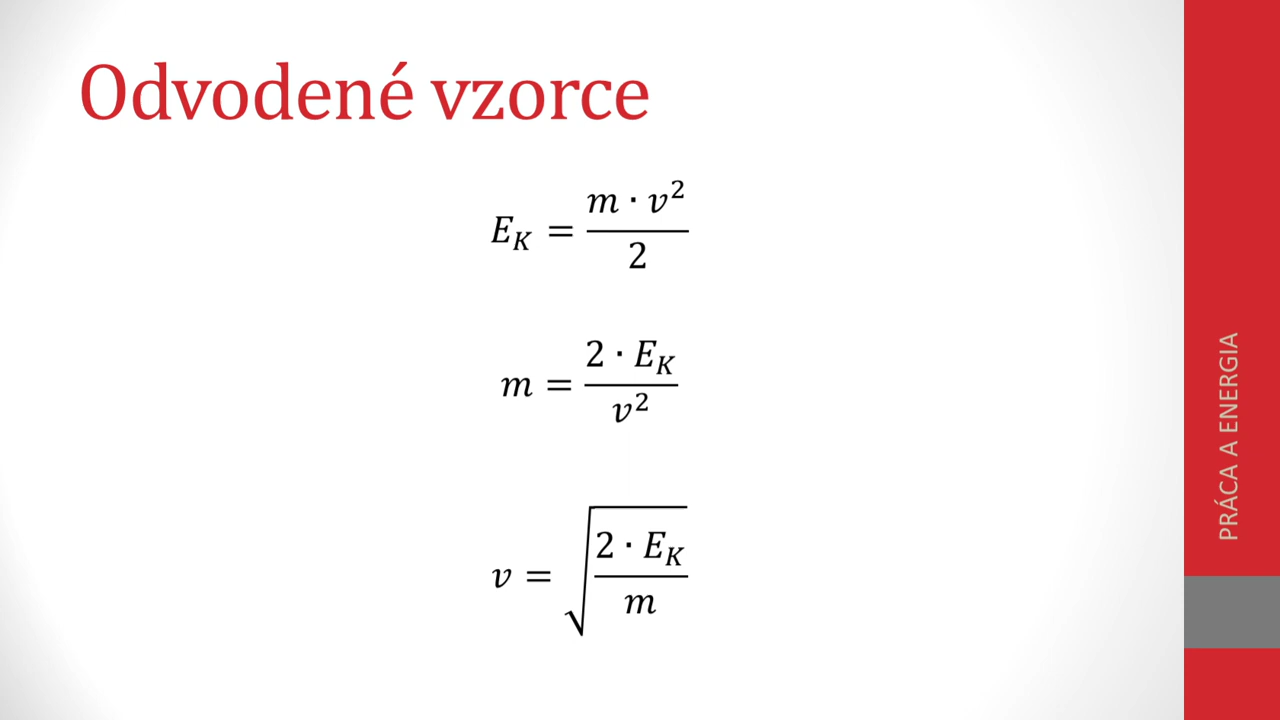 Odvodené vzorce
E_K = (m · v²) / 2
m = (2 · E_K) / v²
v = √((2 · E_K) / m)
PRÁCA A ENERGIA